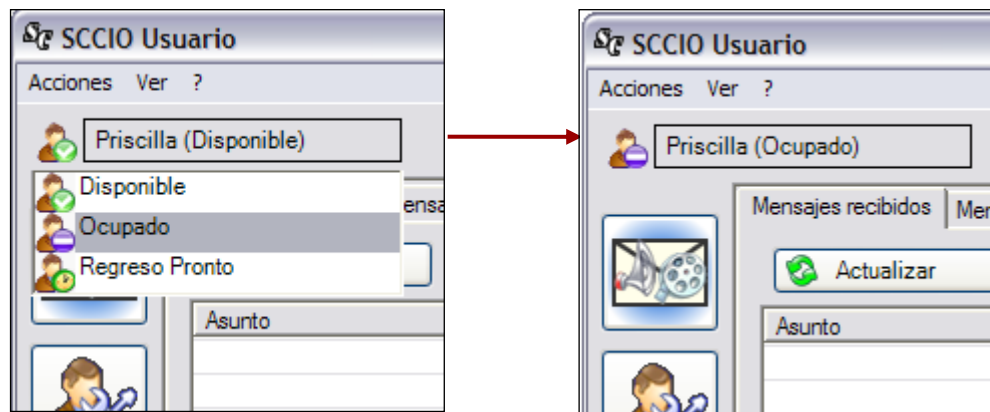 SCCIO Usuario
Acciones Ver ?
Priscilla (Disponible)
Disponible
Ocupado
Regreso Pronto
Asunto
SCCIO Usuario
Acciones Ver ?
Priscilla (Ocupado)
Mensajes recibidos
Actualizar
Asunto